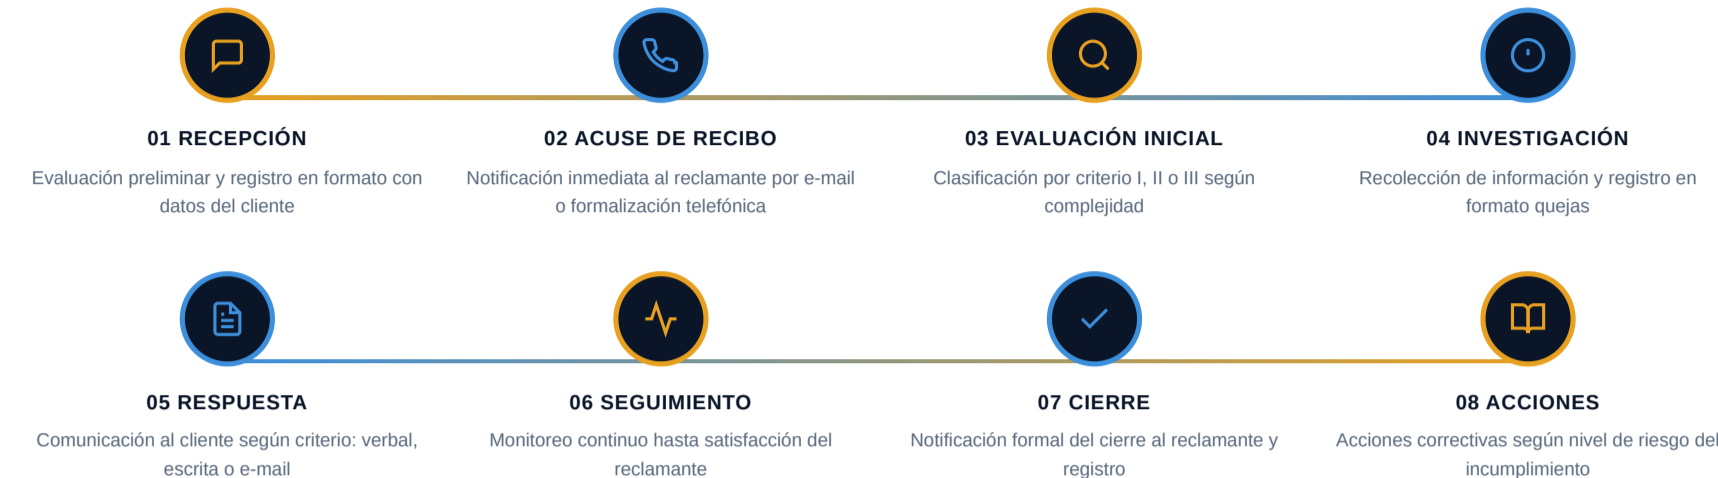 01 RECEPCIÓN
Evaluación preliminar y registro en formato con
datos del cliente
02 ACUSE DE RECIBO
Notificación inmediata al reclamante por e-mail
o formalización telefónica
03 EVALUACIÓN INICIAL
Clasificación por criterio I, II o III según
complejidad
04 INVESTIGACIÓN
Recolección de información y registro en
formato quejas
05 RESPUESTA
Comunicación al cliente según criterio: verbal,
escrita o e-mail
06 SEGUIMIENTO
Monitoreo continuo hasta satisfacción del
reclamante
07 CIERRE
Notificación formal del cierre al reclamante y
registro
08 ACCIONES
Acciones correctivas según nivel de riesgo del
incumplimiento